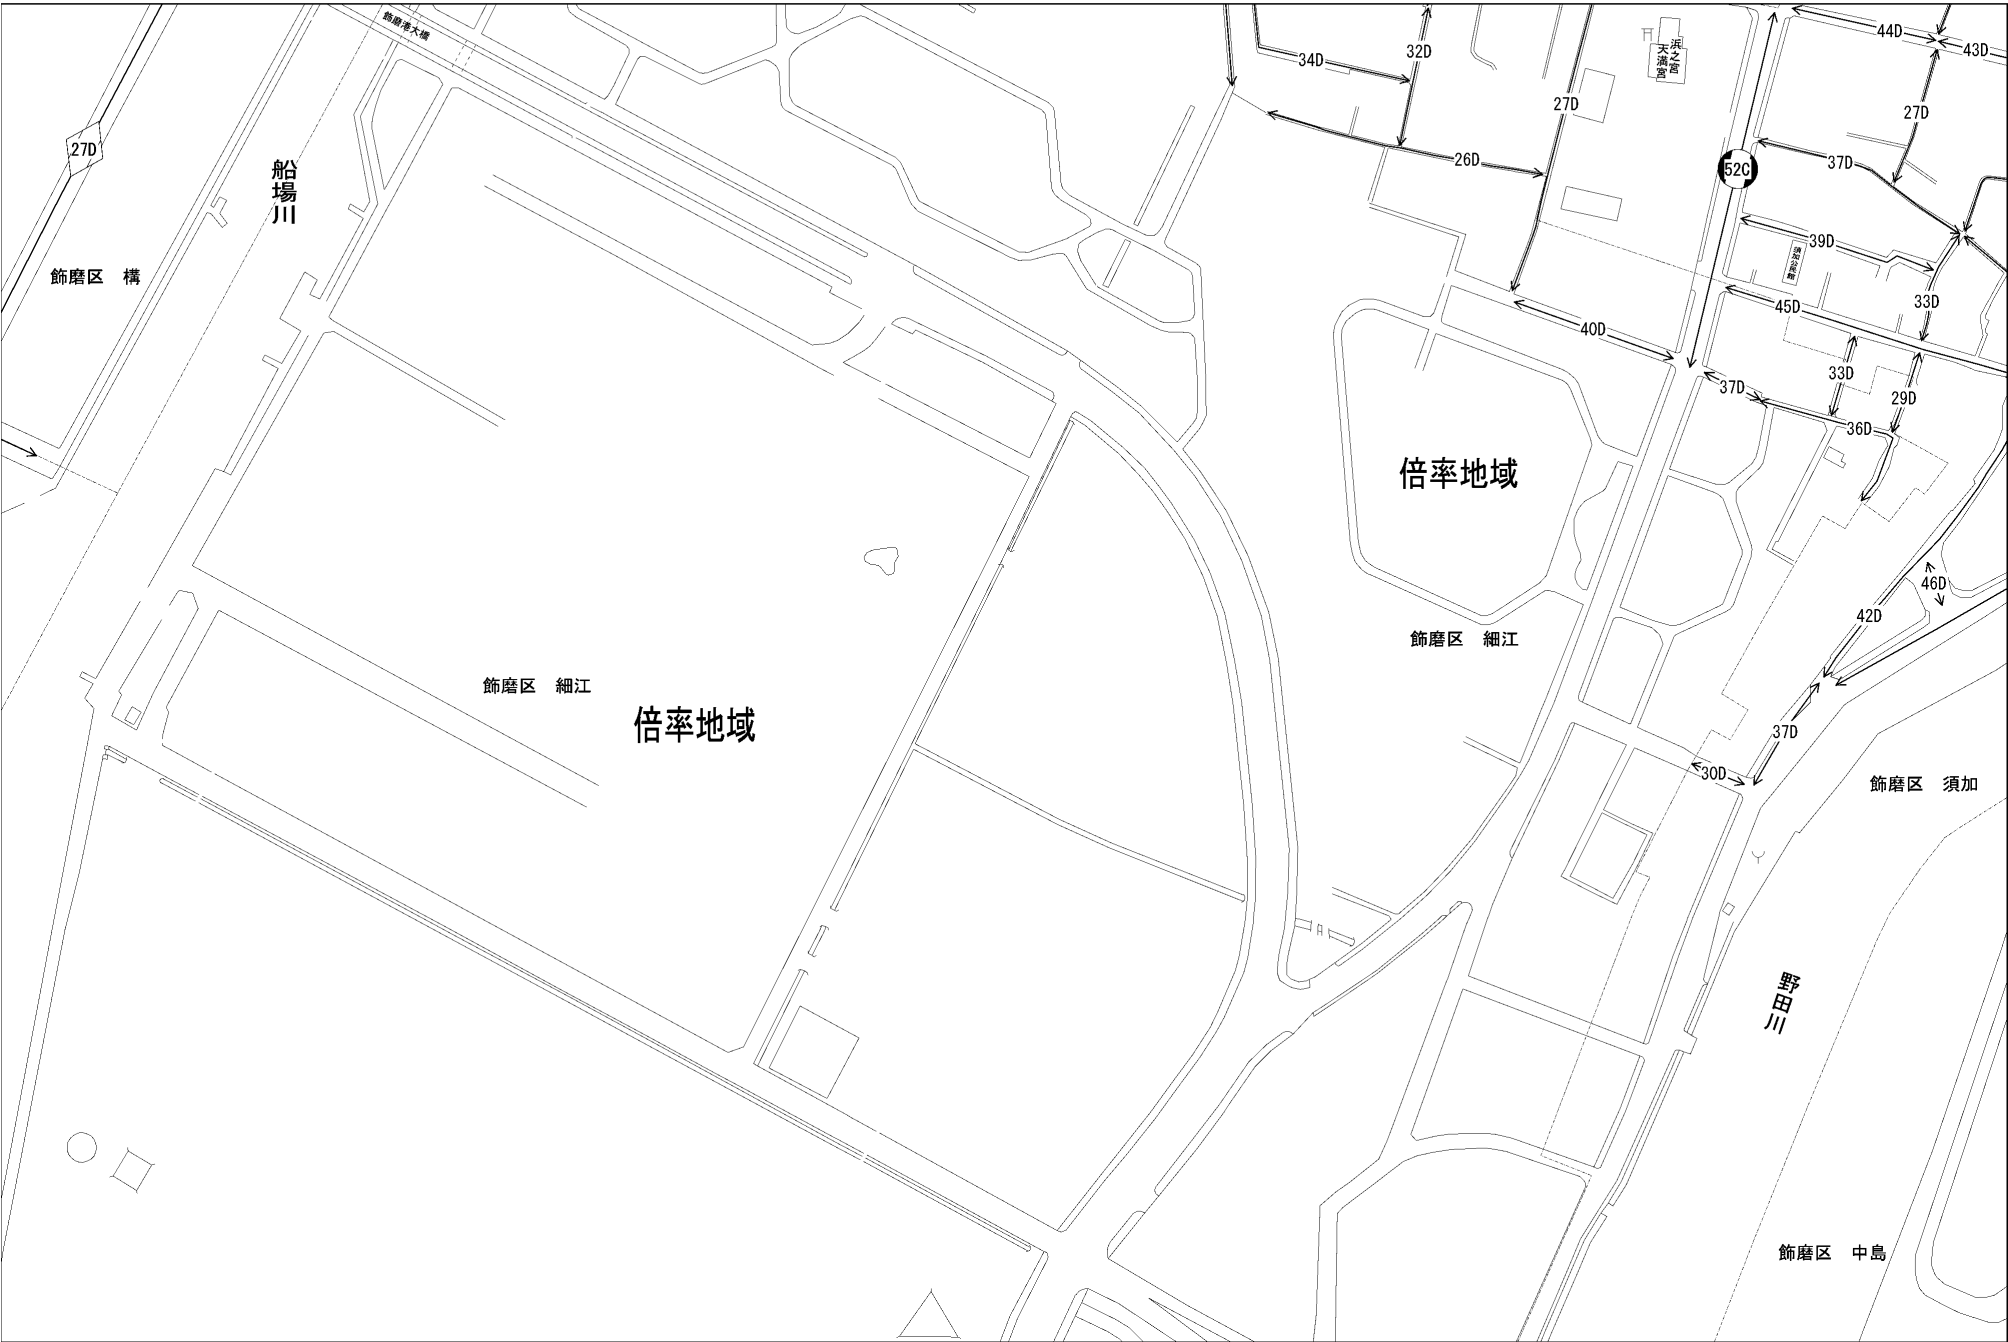 飾磨港大橋
34D
32D
27D
浜之宮
天満宮
44D
43D
27D
27D
船場川
26D
52C
37D
39D
須加公民館
飾磨区 構
33D
45D
40D
33D
37D
29D
36D
倍率地域
46D
42D
飾磨区 細江
飾磨区 細江
倍率地域
37D
30D
飾磨区 須加
野田川
飾磨区 中島